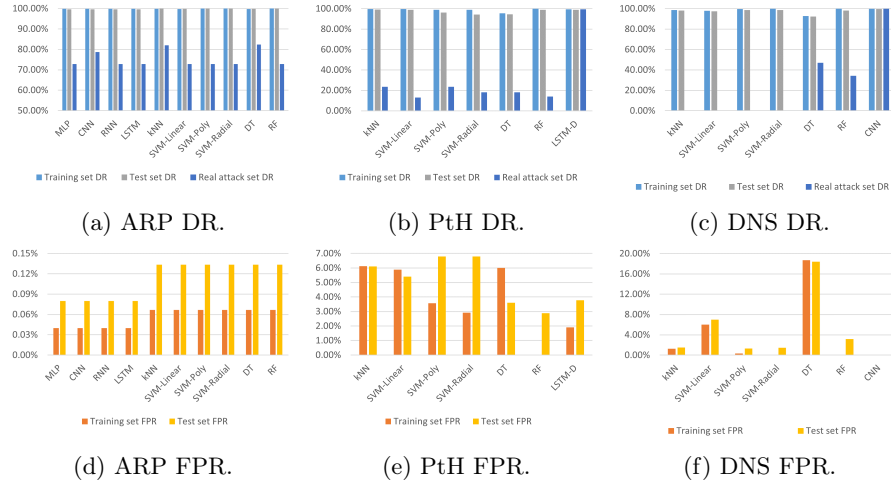 100.00%
90.00%
80.00%
70.00%
60.00%
50.00%
MLP
CNN
RNN
LSTM
kNN
SVM-Linear
SVM-Poly
SVM-Radial
DT
RF
Training set DR Test set DR Real attack set DR
(a) ARP DR.
100.00%
80.00%
60.00%
40.00%
20.00%
0.00%
kNN
SVM-Linear
SVM-Poly
SVM-Radial
DT
RF
LSTM-D
Training set DR Test set DR Real attack set DR
(b) PtH DR.
100.00%
80.00%
60.00%
40.00%
20.00%
0.00%
kNN
SVM-Linear
SVM-Poly
SVM-Radial
DT
RF
CNN
Training set DR Test set DR Real attack set DR
(c) DNS DR.
0.15%
0.12%
0.09%
0.06%
0.03%
0.00%
MLP
CNN
RNN
LSTM
kNN
SVM-Linear
SVM-Poly
SVM-Radial
DT
RF
Training set FPR Test set FPR
(d) ARP FPR.
7.00%
6.00%
5.00%
4.00%
3.00%
2.00%
1.00%
0.00%
kNN
SVM-Linear
SVM-Poly
SVM-Radial
DT
RF
LSTM-D
Training set FPR Test set FPR
(e) PtH FPR.
20.00%
16.00%
12.00%
8.00%
4.00%
0.00%
kNN
SVM-Linear
SVM-Poly
SVM-Radial
DT
RF
CNN
Training set FPR Test set FPR
(f) DNS FPR.